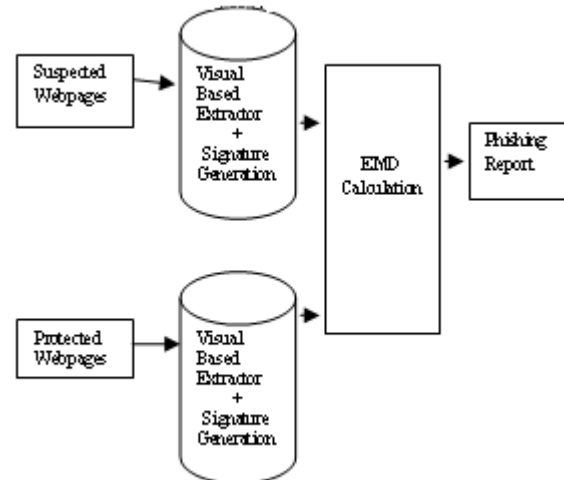 Suspected
Webpages
Visual
Based
Extractor
+
Signature
Generation
EMD
Calculation
Phishing
Report
Protected
Webpages
Visual
Based
Extractor
+
Signature
Generation